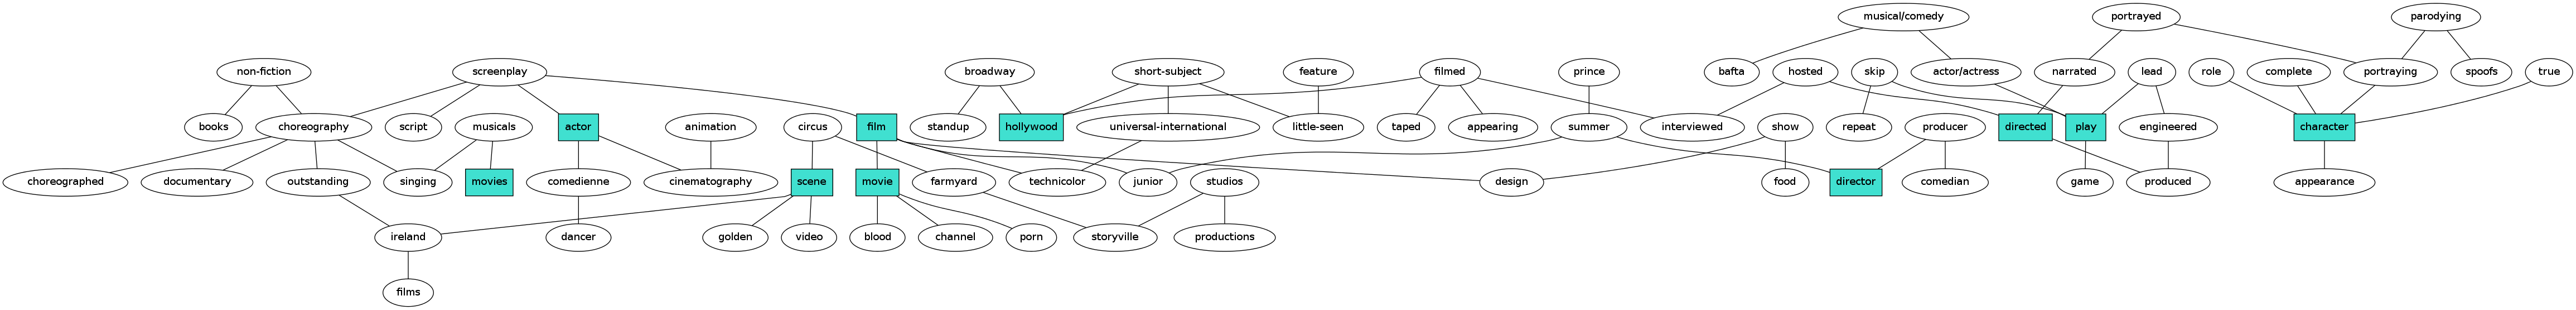 musical/comedy
portrayed
parodying
non-fiction
screenplay
broadway
short-subject
feature
filmed
prince
bafta
hosted
skip
actor/actress
narrated
lead
role
complete
portraying
spoofs
true
books
choreography
script
musicals
actor
animation
circus
film
standup
hollywood
universal-international
little-seen
taped
appearing
summer
interviewed
show
repeat
producer
directed
play
engineered
character
choreographed
documentary
outstanding
singing
movies
comedienne
cinematography
scene
movie
farmyard
technicolor
junior
studios
design
food
director
comedian
game
produced
appearance
ireland
dancer
golden
video
blood
channel
porn
storyville
productions
films